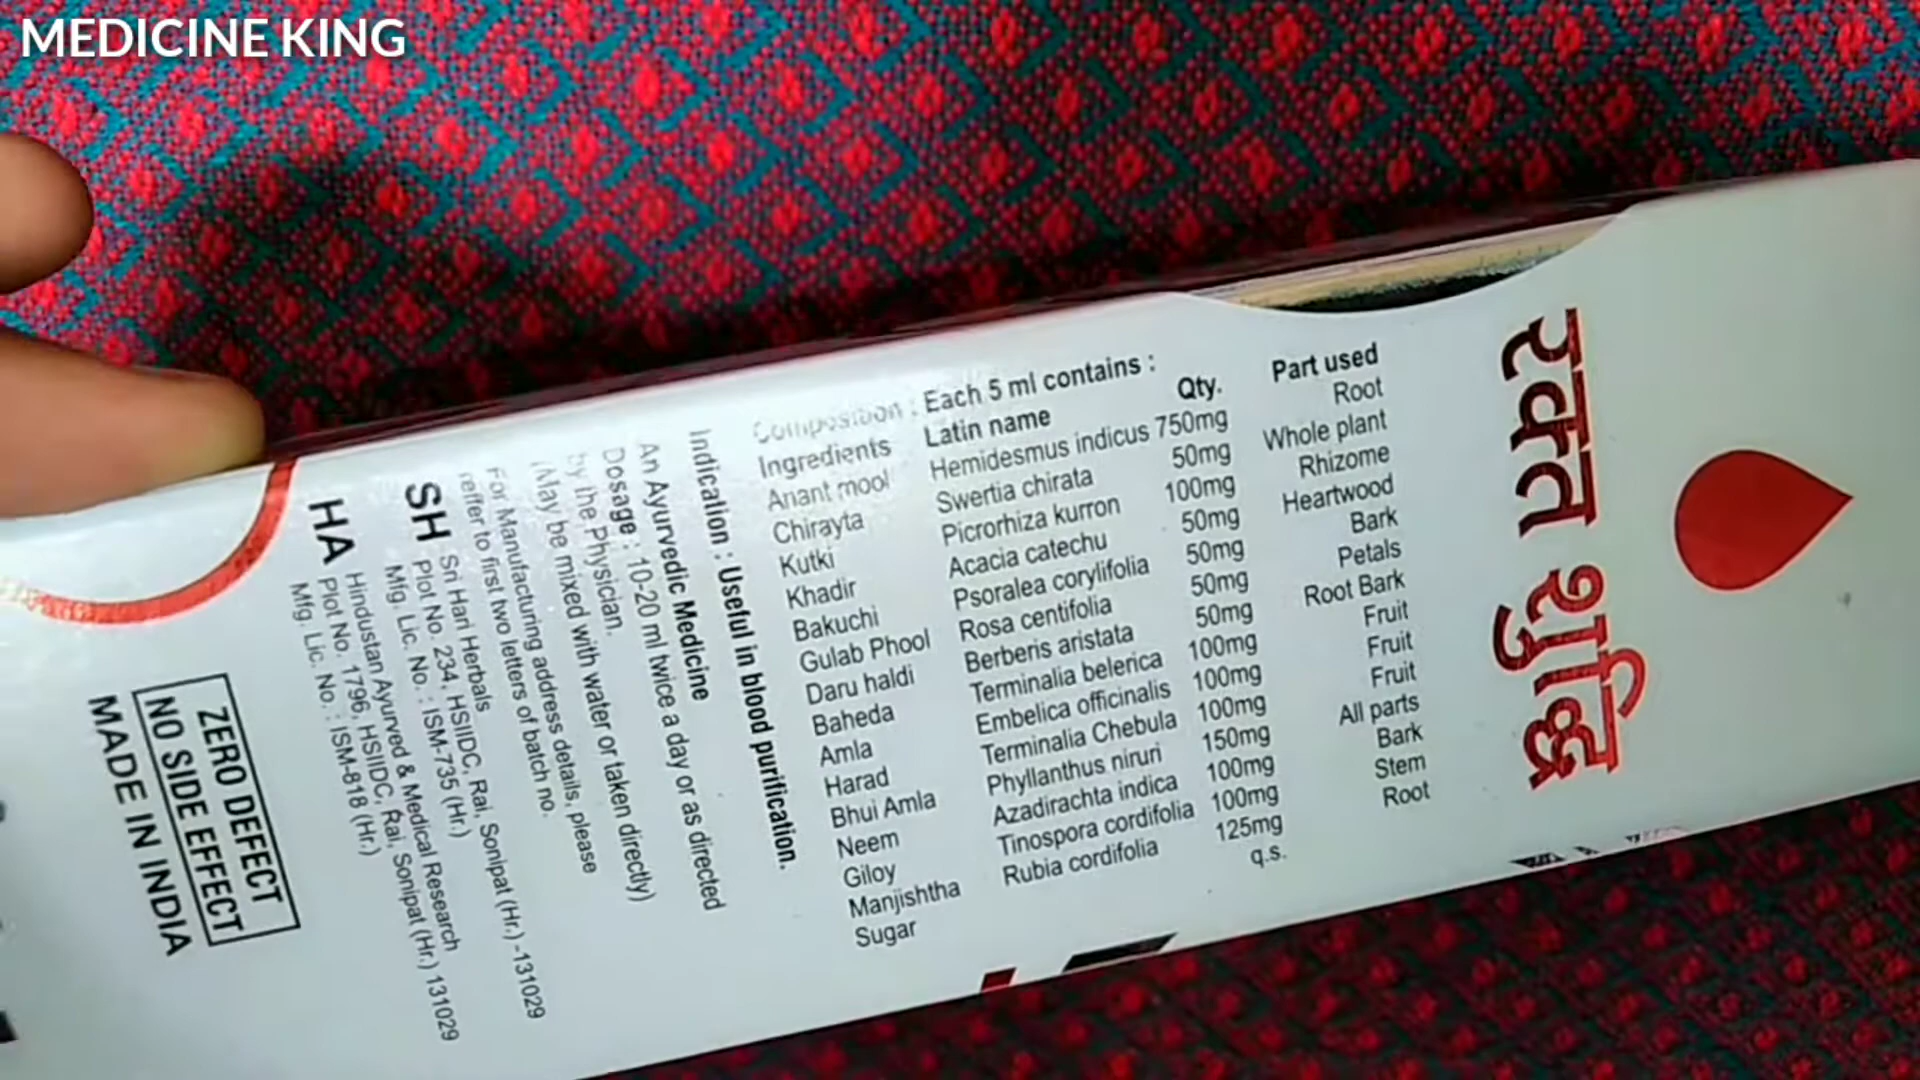 MEDICINE KING
रक्त शुद्धि
Composition : Each 5 ml contains :
Ingredients Latin name Qty. Part used
Anant mool Hemidesmus indicus 750mg Root
Chirayta Swertia chirata 50mg Whole plant
Kutki Picrorhiza kurron 100mg Rhizome
Khadir Acacia catechu 50mg Heartwood
Bakuchi Psoralea corylifolia 50mg Bark
Gulab Phool Rosa centifolia 50mg Petals
Daru haldi Berberis aristata 50mg Root Bark
Baheda Terminalia belerica 100mg Fruit
Amla Embelica officinalis 100mg Fruit
Harad Terminalia Chebula 100mg Fruit
Bhui Amla Phyllanthus niruri 150mg All parts
Neem Azadirachta indica 100mg Bark
Giloy Tinospora cordifolia 100mg Stem
Manjishtha Rubia cordifolia 125mg Root
Sugar q.s.
Indication : Useful in blood purification.
An Ayurvedic Medicine
Dosage : 10-20 ml twice a day or as directed
by the Physician.
(May be mixed with water or taken directly)
For Manufacturing address details, please
reffer to first two letters of batch no.
SH Sri Hari Herbals
Plot No. 234, HSIIDC, Rai, Sonipat (Hr.) -131029
Mfg. Lic. No. : ISM-735 (Hr.)
HA Hindustan Ayurved & Medical Research
Plot No. 1796, HSIIDC, Rai, Sonipat (Hr.) 131029
Mfg. Lic. No. : ISM-818 (Hr.)
ZERO DEFECT
NO SIDE EFFECT
MADE IN INDIA